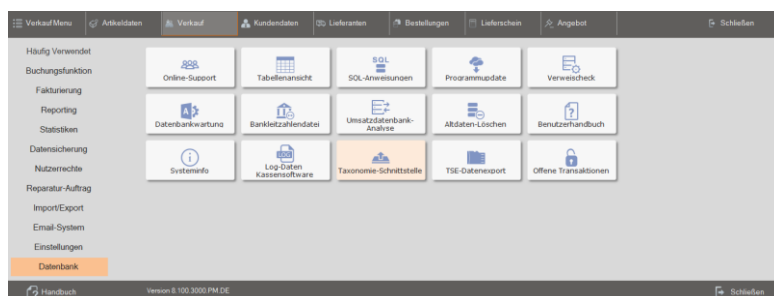 VerkaufMenu
Artikeldaten
Verkauf
Kundendaten
Lieferanten
Bestellungen
Lieferschein
Angebot
Schließen
Häufig Verwendet
Buchungsfunktion
Fakturierung
Reporting
Statistiken
Datensicherung
Nutzerrechte
Reparatur-Auftrag
Import/Export
Email-System
Einstellungen
Datenbank
Online-Support
Tabellenansicht
SQL
SQL-Anweisungen
Programmupdate
Verweischeck
Datenbankwartung
Bankleitzahlendatei
Umsatzdatenbank-
Analyse
Altdaten-Löschen
Benutzerhandbuch
Systeminfo
LOG
Log-Daten
Kassensoftware
Taxonomie-Schnittstelle
TSE-Datenexport
Offene Transaktionen
Handbuch
Version 8.100.3000.PM.DE
Schließen